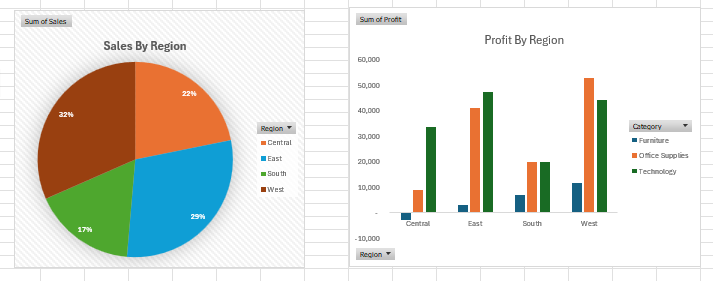 Sum of Sales
Sales By Region
22%
32%
29%
17%
Region
Central
East
South
West
Sum of Profit
Profit By Region
60,000
50,000
40,000
30,000
20,000
10,000
-
-10,000
Central
East
South
West
Category
Furniture
Office Supplies
Technology
Region